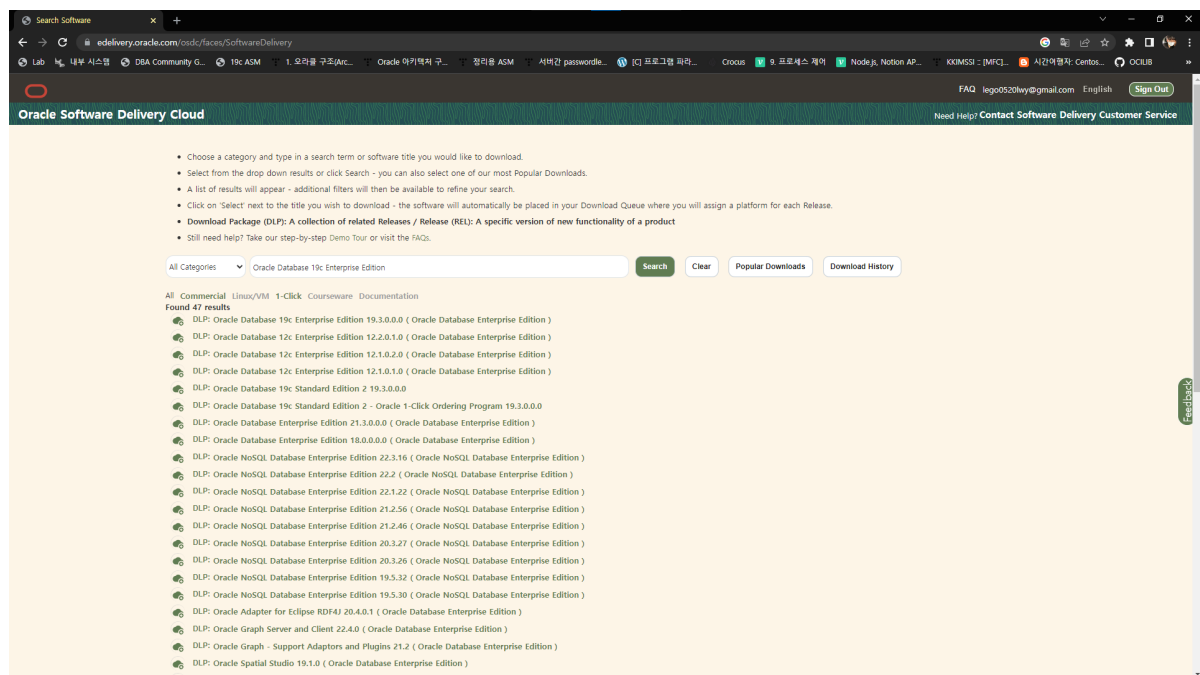 Search Software
edelivery.oracle.com/osdc/faces/SoftwareDelivery
Lab 내부 시스템 DBA Community G... 19c ASM 1. 오라클 구조(Arc... Oracle 아키텍처 구... 정리용 ASM 서버간 passwordle... [C] 프로그램 파라... Crocus 9. 프로세스 제어 Node.js, Notion AP... KKIMSSI :: [MFC]... 시간여행자: Centos... OCILIB »
FAQ lego0520lwy@gmail.com English Sign Out
Oracle Software Delivery Cloud Need Help? Contact Software Delivery Customer Service
• Choose a category and type in a search term or software title you would like to download.
• Select from the drop down results or click Search - you can also select one of our most Popular Downloads.
• A list of results will appear - additional filters will then be available to refine your search.
• Click on 'Select' next to the title you wish to download - the software will automatically be placed in your Download Queue where you will assign a platform for each Release.
• Download Package (DLP): A collection of related Releases / Release (REL): A specific version of new functionality of a product
• Still need help? Take our step-by-step Demo Tour or visit the FAQs.
All Categories Oracle Database 19c Enterprise Edition Search Clear Popular Downloads Download History
All Commercial Linux/VM 1-Click Courseware Documentation
Found 47 results
DLP: Oracle Database 19c Enterprise Edition 19.3.0.0.0 ( Oracle Database Enterprise Edition )
DLP: Oracle Database 12c Enterprise Edition 12.2.0.1.0 ( Oracle Database Enterprise Edition )
DLP: Oracle Database 12c Enterprise Edition 12.1.0.2.0 ( Oracle Database Enterprise Edition )
DLP: Oracle Database 12c Enterprise Edition 12.1.0.1.0 ( Oracle Database Enterprise Edition )
DLP: Oracle Database 19c Standard Edition 2 19.3.0.0.0
DLP: Oracle Database 19c Standard Edition 2 - Oracle 1-Click Ordering Program 19.3.0.0.0
DLP: Oracle Database Enterprise Edition 21.3.0.0.0 ( Oracle Database Enterprise Edition )
DLP: Oracle Database Enterprise Edition 18.0.0.0.0 ( Oracle Database Enterprise Edition )
DLP: Oracle NoSQL Database Enterprise Edition 22.3.16 ( Oracle NoSQL Database Enterprise Edition )
DLP: Oracle NoSQL Database Enterprise Edition 22.2 ( Oracle NoSQL Database Enterprise Edition )
DLP: Oracle NoSQL Database Enterprise Edition 22.1.22 ( Oracle NoSQL Database Enterprise Edition )
DLP: Oracle NoSQL Database Enterprise Edition 21.2.56 ( Oracle NoSQL Database Enterprise Edition )
DLP: Oracle NoSQL Database Enterprise Edition 21.2.46 ( Oracle NoSQL Database Enterprise Edition )
DLP: Oracle NoSQL Database Enterprise Edition 20.3.27 ( Oracle NoSQL Database Enterprise Edition )
DLP: Oracle NoSQL Database Enterprise Edition 20.3.26 ( Oracle NoSQL Database Enterprise Edition )
DLP: Oracle NoSQL Database Enterprise Edition 19.5.32 ( Oracle NoSQL Database Enterprise Edition )
DLP: Oracle NoSQL Database Enterprise Edition 19.5.30 ( Oracle NoSQL Database Enterprise Edition )
DLP: Oracle Adapter for Eclipse RDF4J 20.4.0.1 ( Oracle Database Enterprise Edition )
DLP: Oracle Graph Server and Client 22.4.0 ( Oracle Database Enterprise Edition )
DLP: Oracle Graph - Support Adaptors and Plugins 21.2 ( Oracle Database Enterprise Edition )
DLP: Oracle Spatial Studio 19.1.0 ( Oracle Database Enterprise Edition )
Feedback